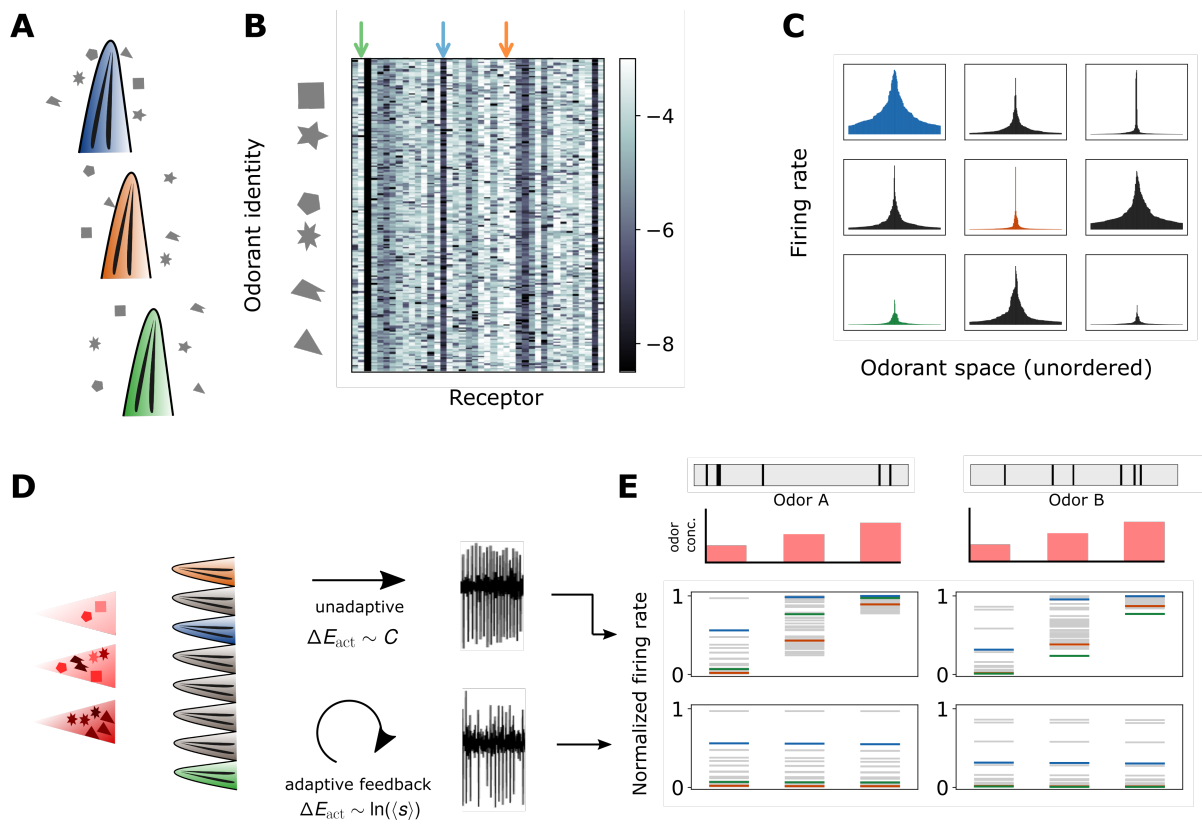 A
B
C
Odorant identity
−4
−6
−8
Receptor
Firing rate
Odorant space (unordered)
D
E
unadaptive
ΔE_act ∼ C
adaptive feedback
ΔE_act ∼ ln(⟨s⟩)
Odor A
Odor B
odor
conc.
Normalized firing rate
1
0
1
0
1
0
1
0